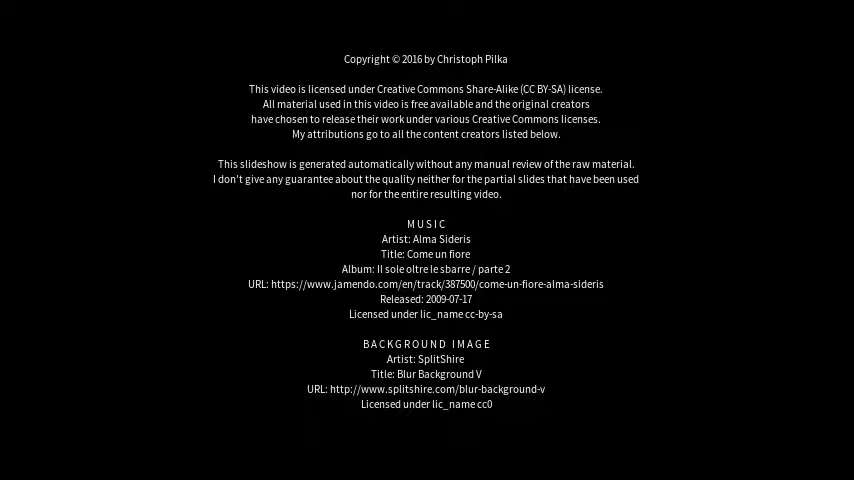 Copyright © 2016 by Christoph Pilka
This video is licensed under Creative Commons Share-Alike (CC BY-SA) license.
All material used in this video is free available and the original creators
have chosen to release their work under various Creative Commons licenses.
My attributions go to all the content creators listed below.
This slideshow is generated automatically without any manual review of the raw material.
I don't give any guarantee about the quality neither for the partial slides that have been used
nor for the entire resulting video.
M U S I C
Artist: Alma Sideris
Title: Come un fiore
Album: Il sole oltre le sbarre / parte 2
URL: https://www.jamendo.com/en/track/387500/come-un-fiore-alma-sideris
Released: 2009-07-17
Licensed under lic_name cc-by-sa
B A C K G R O U N D   I M A G E
Artist: SplitShire
Title: Blur Background V
URL: http://www.splitshire.com/blur-background-v
Licensed under lic_name cc0